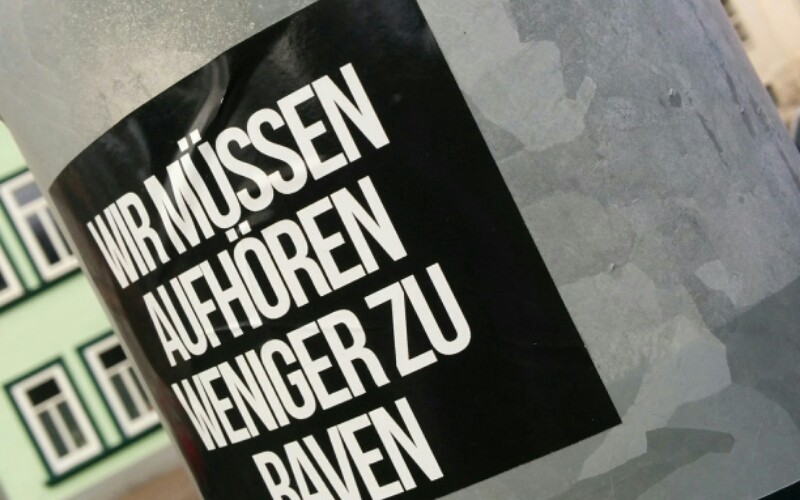 WIR MÜSSEN
AUFHÖREN
WENIGER ZU
RAVEN